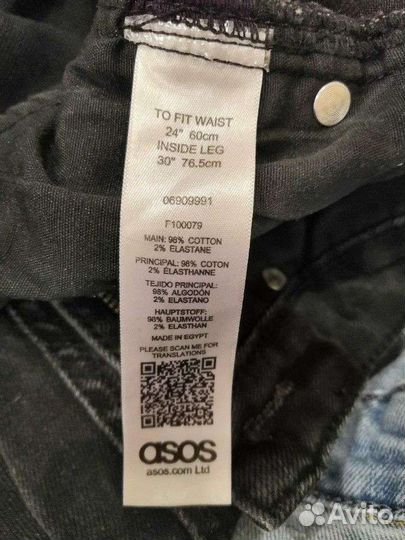 TO FIT WAIST
24" 60cm
INSIDE LEG
30" 76.5cm
06909991
F100079
MAIN: 98% COTTON
2% ELASTANE
PRINCIPAL: 98% COTON
2% ÉLASTHANNE
TEJIDO PRINCIPAL:
98% ALGODÓN
2% ELASTANO
HAUPTSTOFF:
98% BAUMWOLLE
2% ELASTHAN
MADE IN EGYPT
PLEASE SCAN ME FOR
TRANSLATIONS
asos
asos.com Ltd
Avito